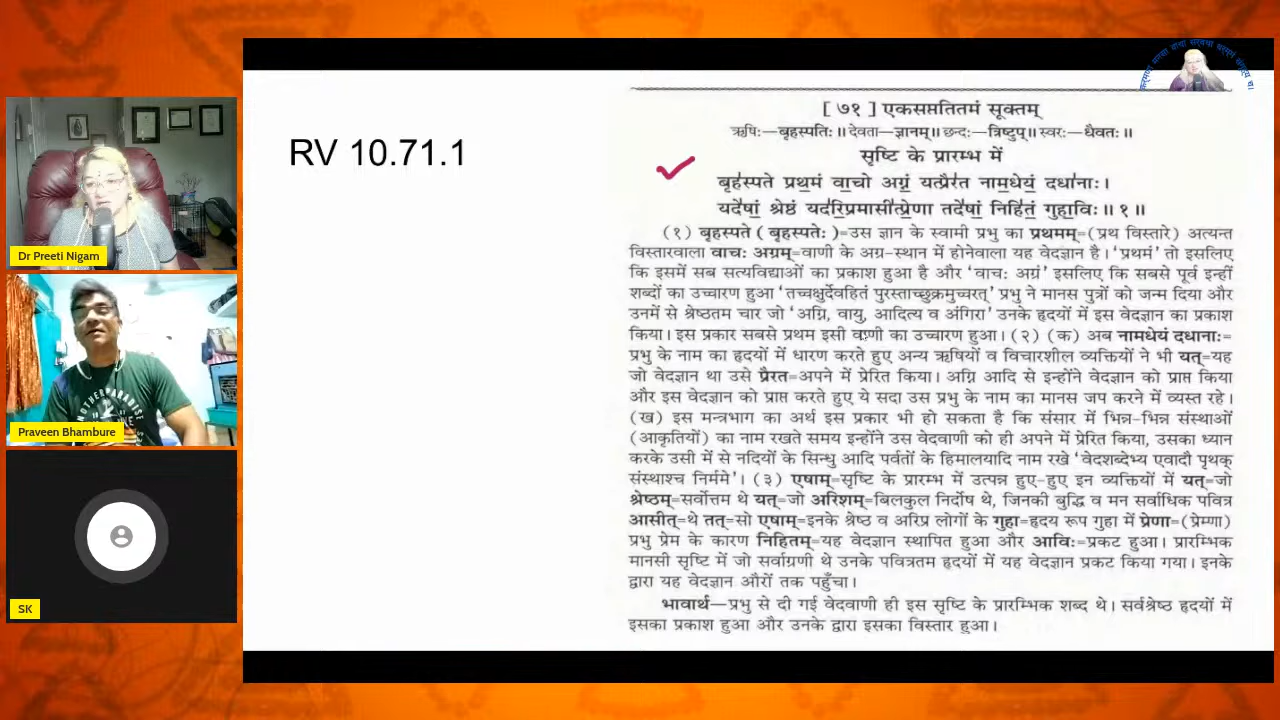 RV 10.71.1
[ ७१ ] एकसप्ततितमं सूक्तम्
ऋषिः—बृहस्पतिः॥ देवता—ज्ञानम्॥ छन्दः—त्रिष्टुप्॥ स्वरः—धैवतः॥
सृष्टि के प्रारम्भ में
बृह॑स्पते प्रथ॒मं वा॒चो अग्रं॒ यत्प्रैर॑त नाम॒धेयं॒ दधा॑नाः।
यदे॑षां॒ श्रेष्ठं॒ यद॑रि॒प्रमासी॑त्प्रे॒णा तदे॑षां॒ निहि॑तं॒ गुहा॒विः॥ १॥
(१) बृहस्पते (बृहस्पतेः)=उस ज्ञान के स्वामी प्रभु का प्रथमम्=(प्रथ विस्तारे) अत्यन्त
विस्तारवाला वाचः अग्रम्=वाणी के अग्र-स्थान में होनेवाला यह वेदज्ञान है। 'प्रथमं' तो इसलिए
कि इसमें सब सत्यविद्याओं का प्रकाश हुआ है और 'वाचः अग्रं' इसलिए कि सबसे पूर्व इन्हीं
शब्दों का उच्चारण हुआ 'तच्चक्षुर्देवहितं पुरस्ताच्छुक्रमुच्चरत्' प्रभु ने मानस पुत्रों को जन्म दिया और
उनमें से श्रेष्ठतम चार जो 'अग्नि, वायु, आदित्य व अंगिरा' उनके हृदयों में इस वेदज्ञान का प्रकाश
किया। इस प्रकार सबसे प्रथम इसी वाणी का उच्चारण हुआ। (२) (क) अब नामधेयं दधानाः=
प्रभु के नाम का हृदयों में धारण करते हुए अन्य ऋषियों व विचारशील व्यक्तियों ने भी यत्=यह
जो वेदज्ञान था उसे प्रैरत=अपने में प्रेरित किया। अग्नि आदि से इन्होंने वेदज्ञान को प्राप्त किया
और इस वेदज्ञान को प्राप्त करते हुए ये सदा उस प्रभु के नाम का मानस जप करने में व्यस्त रहे।
(ख) इस मन्त्रभाग का अर्थ इस प्रकार भी हो सकता है कि संसार में भिन्न-भिन्न संस्थाओं
(आकृतियों) का नाम रखते समय इन्होंने उस वेदवाणी को ही अपने में प्रेरित किया, उसका ध्यान
करके उसी में से नदियों के सिन्धु आदि पर्वतों के हिमालयादि नाम रखे 'वेदशब्देभ्य एवादौ पृथक्
संस्थाश्च निर्ममे'। (३) एषाम्=सृष्टि के प्रारम्भ में उत्पन्न हुए-हुए इन व्यक्तियों में यत्=जो
श्रेष्ठम्=सर्वोत्तम थे यत्=जो अरिप्रम्=बिलकुल निर्दोष थे, जिनकी बुद्धि व मन सर्वाधिक पवित्र
आसीत्=थे तत्=सो एषाम्=इनके श्रेष्ठ व अरिप्र लोगों के गुहा=हृदय रूप गुहा में प्रेणा=(प्रेम्णा)
प्रभु प्रेम के कारण निहितम्=यह वेदज्ञान स्थापित हुआ और आविः=प्रकट हुआ। प्रारम्भिक
मानसी सृष्टि में जो सर्वाग्रणी थे उनके पवित्रतम हृदयों में यह वेदज्ञान प्रकट किया गया। इनके
द्वारा यह वेदज्ञान औरों तक पहुँचा।
भावार्थ—प्रभु से दी गई वेदवाणी ही इस सृष्टि के प्रारम्भिक शब्द थे। सर्वश्रेष्ठ हृदयों में
इसका प्रकाश हुआ और उनके द्वारा इसका विस्तार हुआ।
Dr Preeti Nigam
Praveen Bhambure
SK